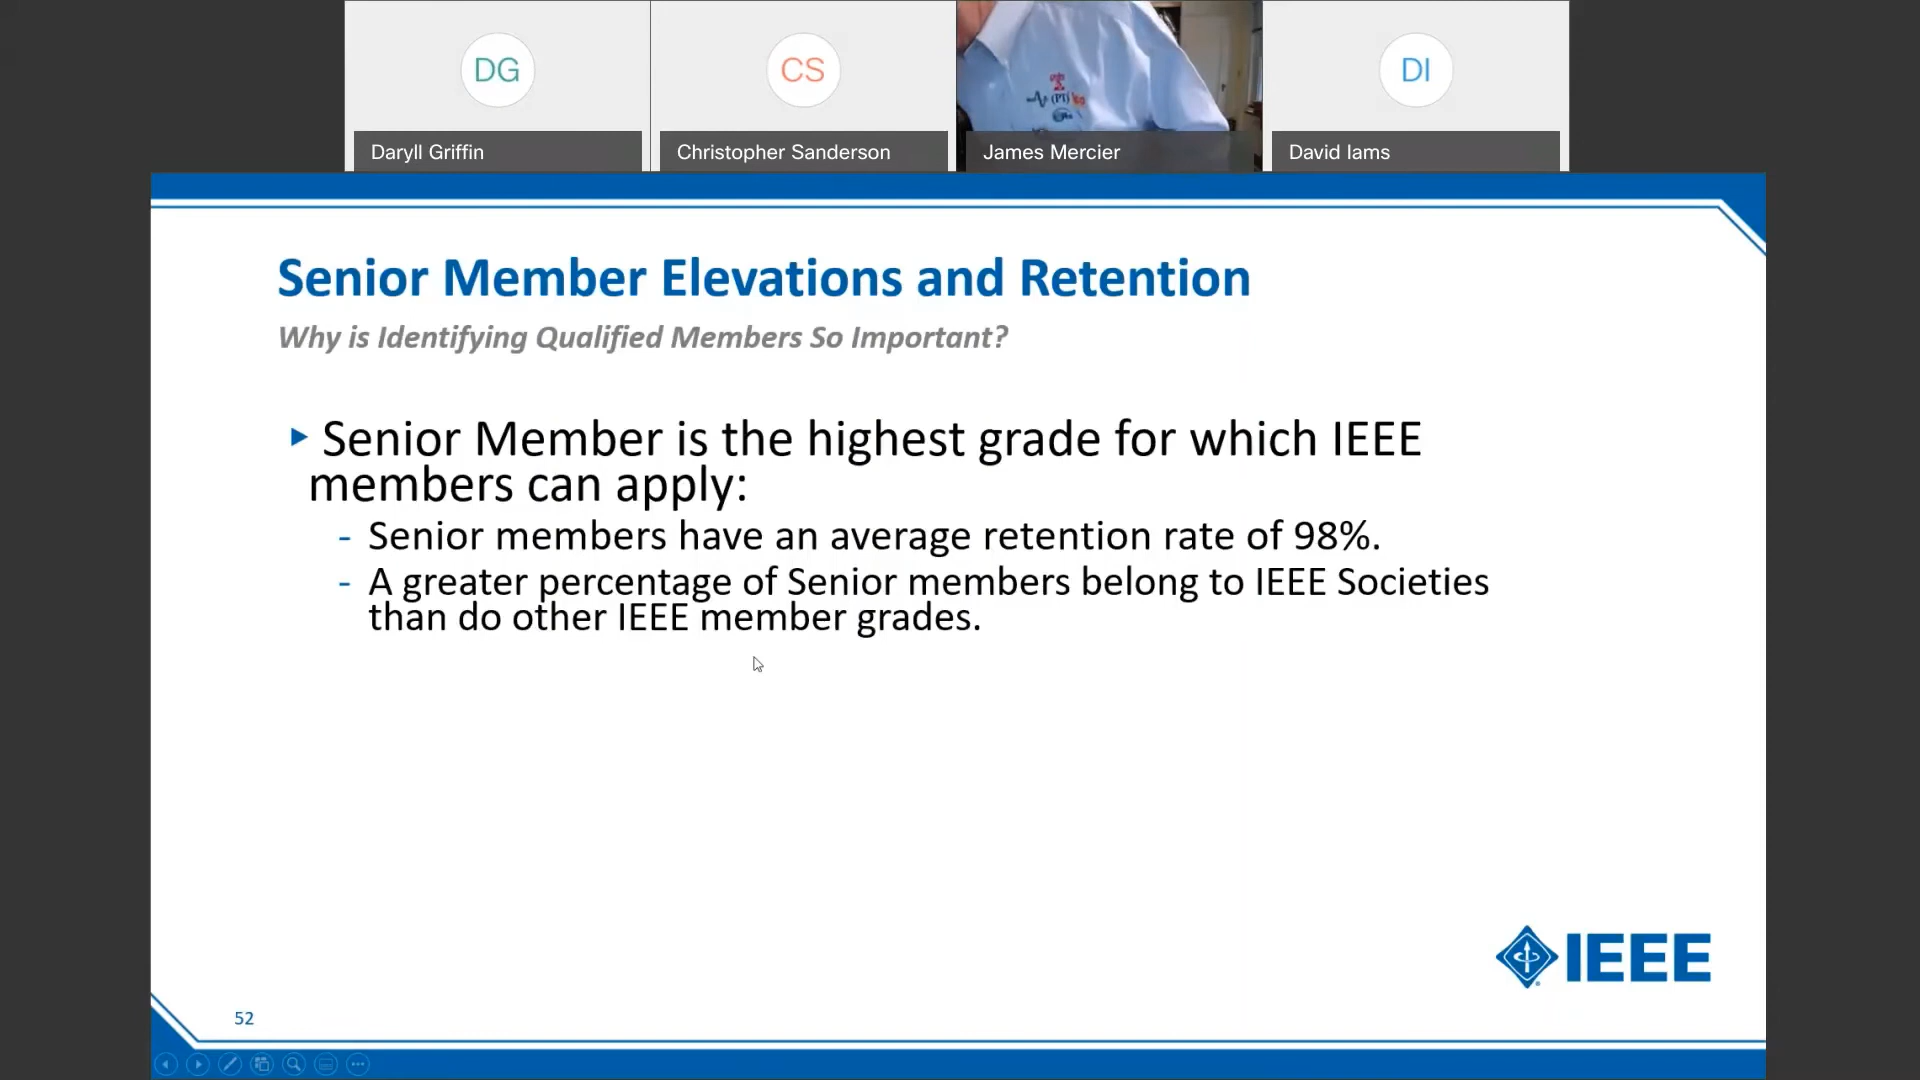 DG
CS
DI
Daryll Griffin
Christopher Sanderson
James Mercier
David Iams
Senior Member Elevations and Retention
Why is Identifying Qualified Members So Important?
Senior Member is the highest grade for which IEEE
members can apply:
- Senior members have an average retention rate of 98%.
- A greater percentage of Senior members belong to IEEE Societies
than do other IEEE member grades.
IEEE
52